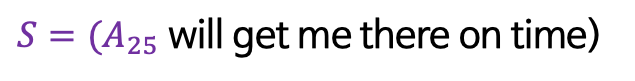 S = (A₂₅ will get me there on time)